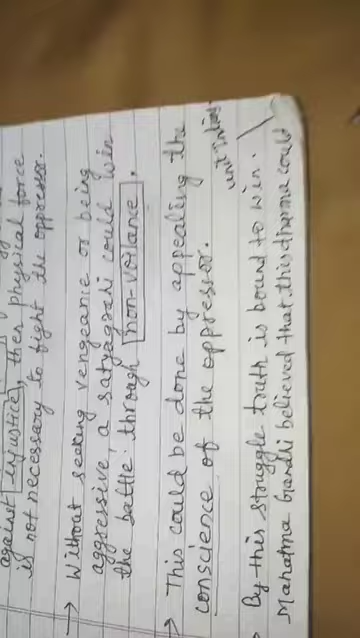 against injustice, then physical force
is not necessary to fight the oppressor.
→ Without seeking vengeance or being
aggressive, a satyagrahi could win
the battle through non-voilance.
→ This could be done by appealing the
conscience of the oppressor.
→ By this struggle truth is bound to win.
Mahatma Gandhi believed that this dharma could